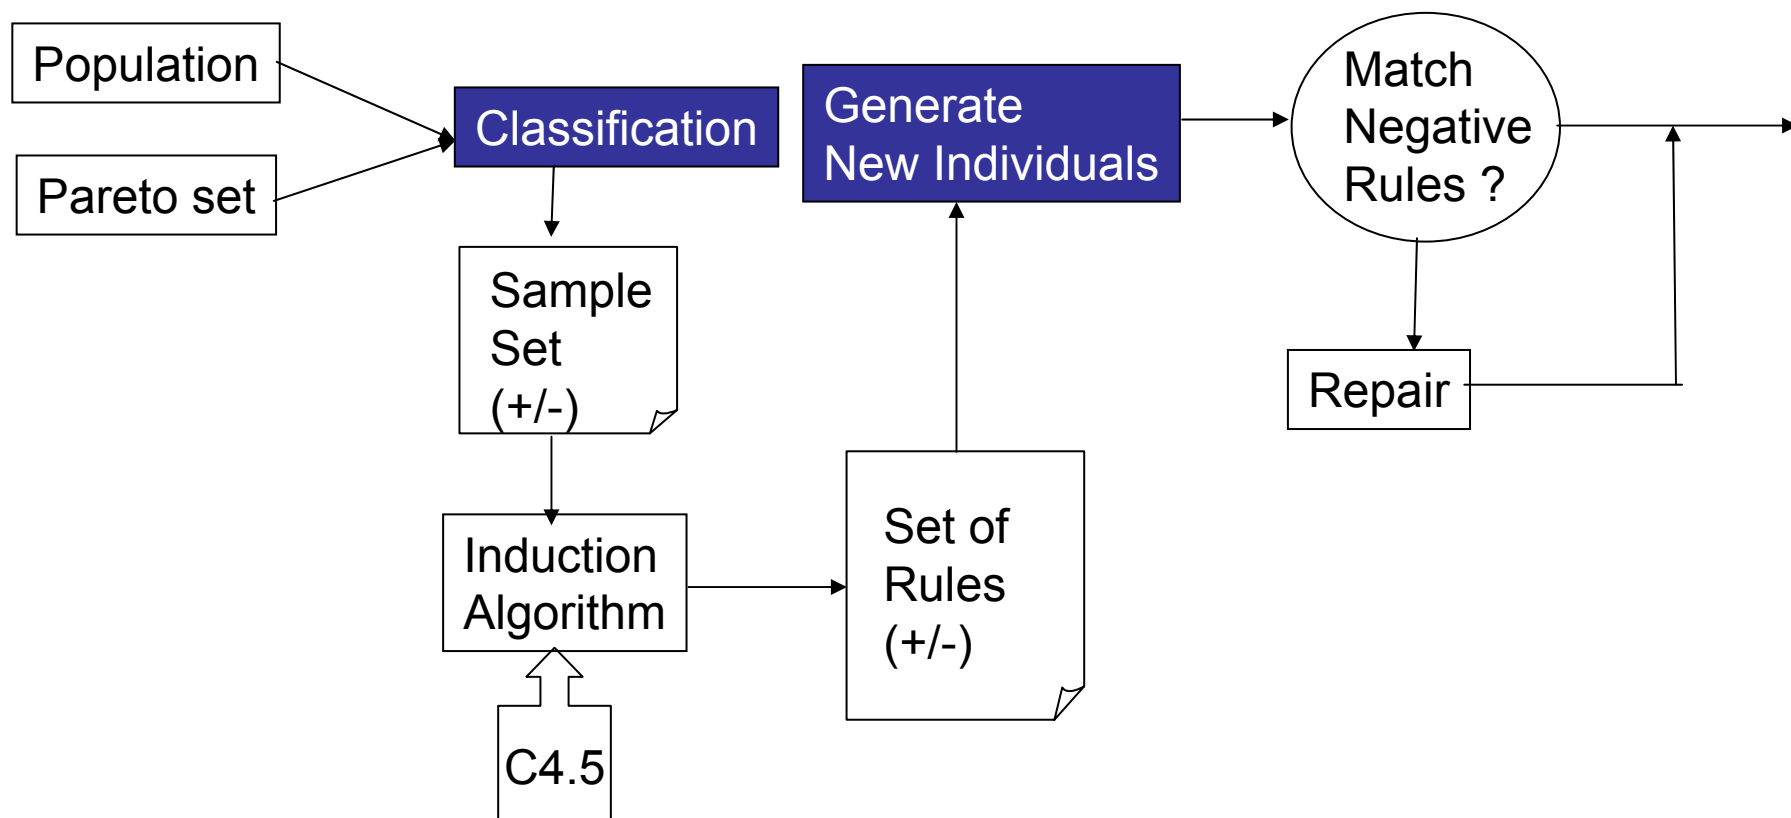 Population
Pareto set
Classification
Sample
Set
(+/-)
Induction
Algorithm
C4.5
Set of
Rules
(+/-)
Generate
New Individuals
Match
Negative
Rules ?
Repair